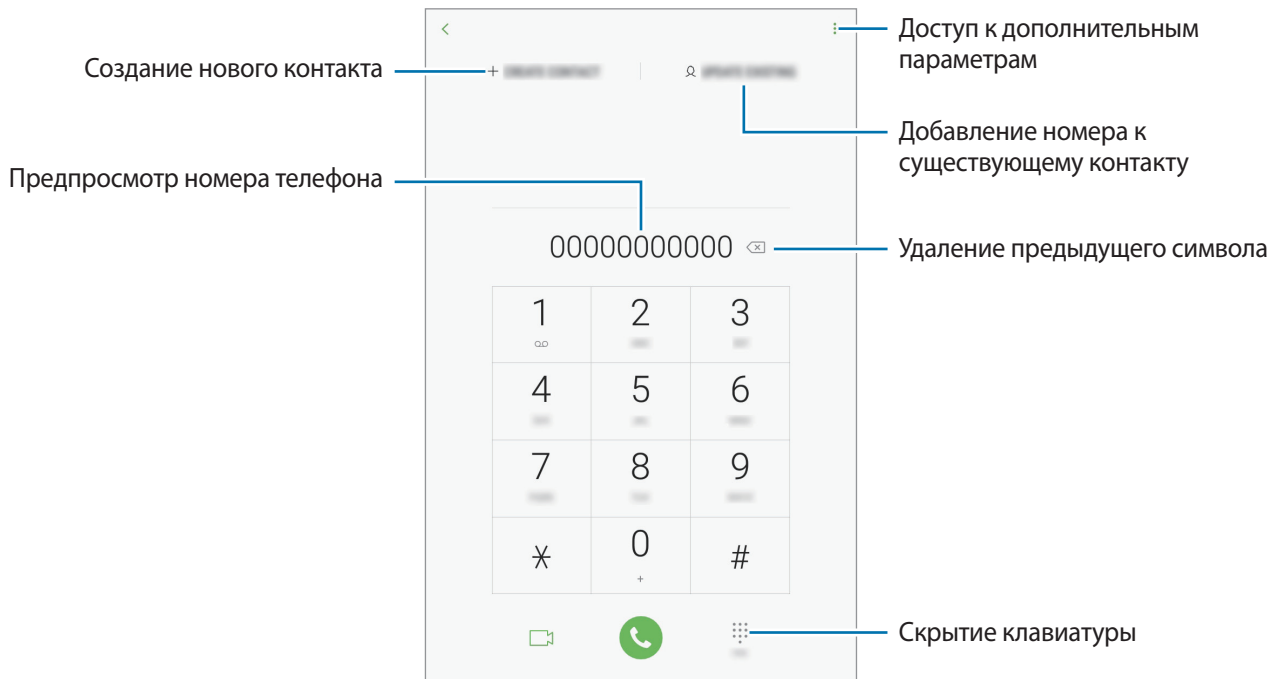 Доступ к дополнительным
параметрам
Создание нового контакта
Добавление номера к
существующему контакту
Предпросмотр номера телефона
00000000000
Удаление предыдущего символа
1 2 3
4 5 6
7 8 9
* 0 #
+
Скрытие клавиатуры